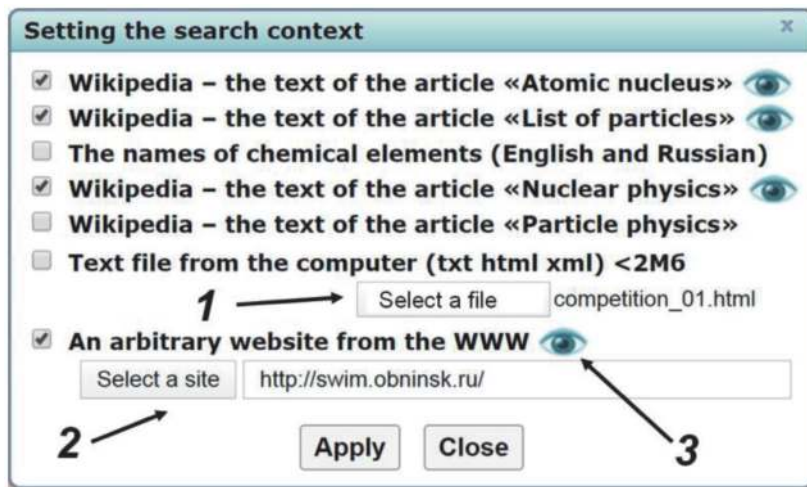 Setting the search context x
Wikipedia – the text of the article «Atomic nucleus»
Wikipedia – the text of the article «List of particles»
The names of chemical elements (English and Russian)
Wikipedia – the text of the article «Nuclear physics»
Wikipedia – the text of the article «Particle physics»
Text file from the computer (txt html xml) <2Мб
1 Select a file competition_01.html
An arbitrary website from the WWW
Select a site http://swim.obninsk.ru/
2 Apply Close 3